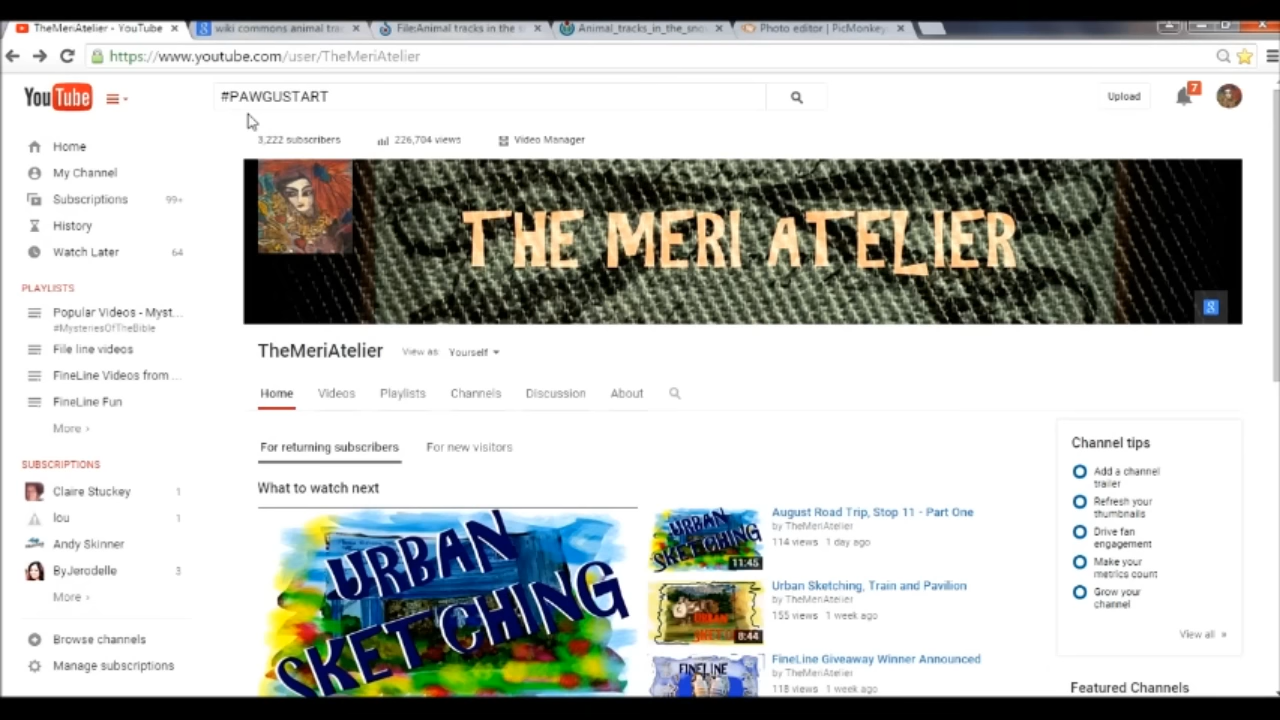 TheMeriAtelier - YouTube
wiki commons animal tra
File:Animal tracks in the s
Animal_tracks_in_the_sno
Photo editor | PicMonkey
https://www.youtube.com/user/TheMeriAtelier
YouTube
#PAWGUSTART
Upload
7
3,222 subscribers
226,704 views
Video Manager
Home
My Channel
Subscriptions 99+
History
Watch Later 64
PLAYLISTS
Popular Videos - Myst...
#MysteriesOfTheBible
File line videos
FineLine Videos from ...
FineLine Fun
More ›
SUBSCRIPTIONS
Claire Stuckey 1
lou 1
Andy Skinner
ByJerodelle 3
More ›
Browse channels
Manage subscriptions
THE MERI ATELIER
8
TheMeriAtelier
View as: Yourself
Home
Videos
Playlists
Channels
Discussion
About
For returning subscribers
For new visitors
What to watch next
URBAN
SKETCHING
URBAN
SKETCHING
11:45
August Road Trip, Stop 11 - Part One
by TheMeriAtelier
114 views 1 day ago
URBAN
8:44
Urban Sketching, Train and Pavilion
by TheMeriAtelier
155 views 1 week ago
FINELINE
FineLine Giveaway Winner Announced
by TheMeriAtelier
118 views 1 week ago
Channel tips
Add a channel
trailer
Refresh your
thumbnails
Drive fan
engagement
Make your
metrics count
Grow your
channel
View all »
Featured Channels